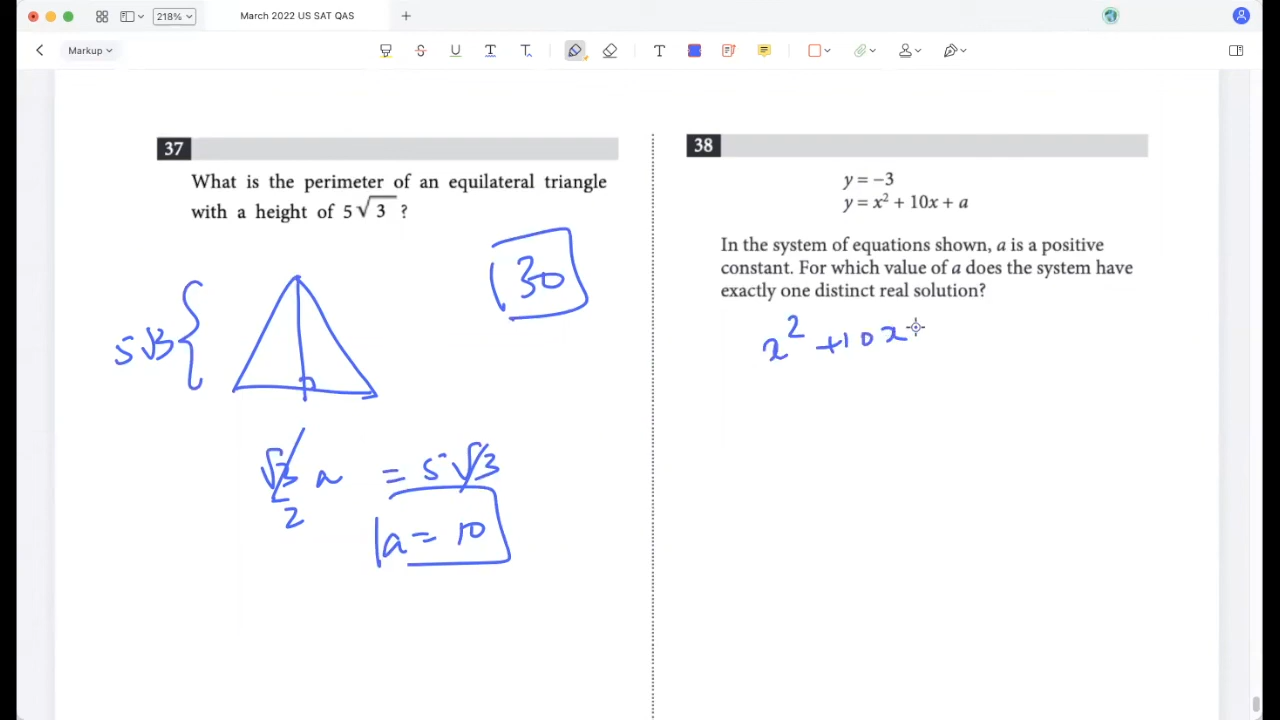 March 2022 US SAT QAS
218%
Markup
37
What is the perimeter of an equilateral triangle
with a height of 5√3 ?
30
5√3
√3/2 a = 5√3
a = 10
38
y = −3
y = x² + 10x + a
In the system of equations shown, a is a positive
constant. For which value of a does the system have
exactly one distinct real solution?
x² +10x